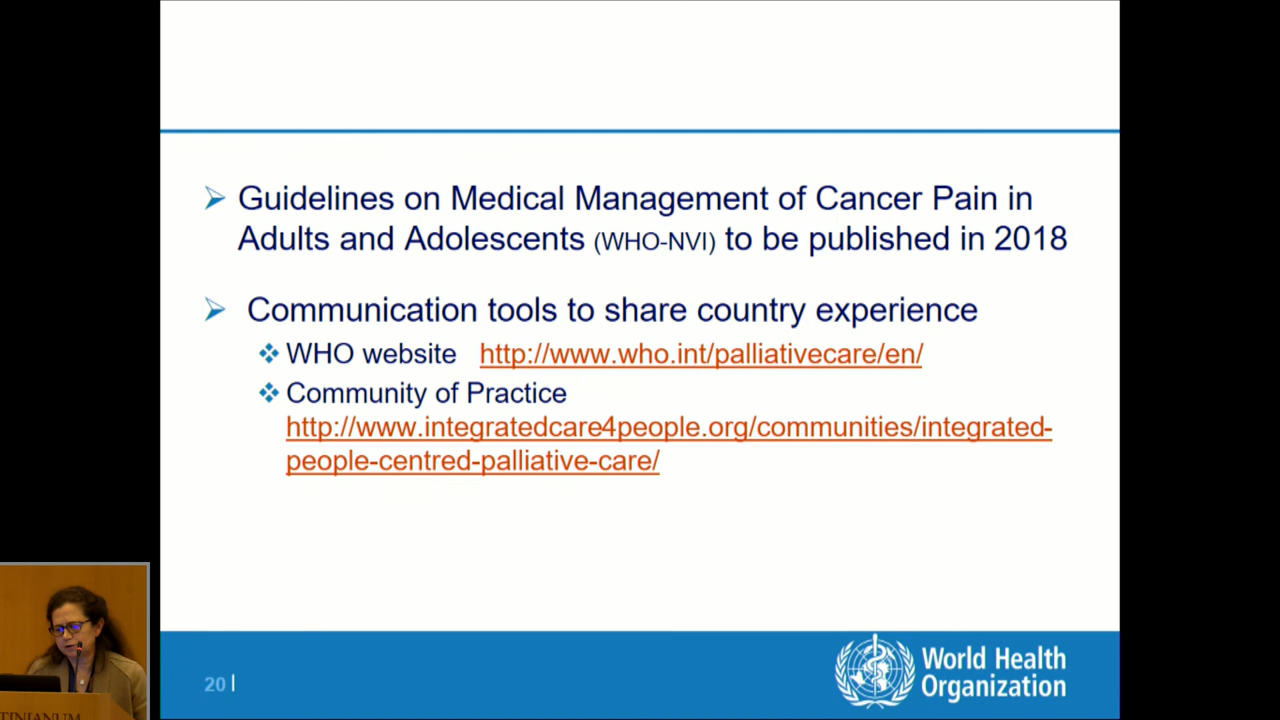 Guidelines on Medical Management of Cancer Pain in
Adults and Adolescents (WHO-NVI) to be published in 2018
Communication tools to share country experience
WHO website http://www.who.int/palliativecare/en/
Community of Practice
http://www.integratedcare4people.org/communities/integrated-
people-centred-palliative-care/
20 |
World Health
Organization
TINIANUM